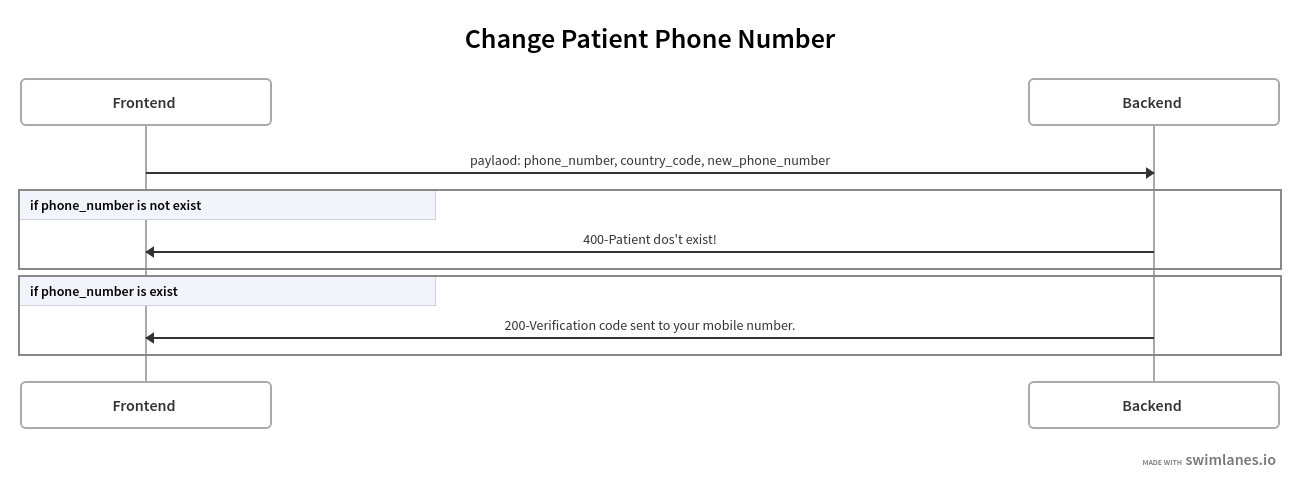 Change Patient Phone Number
Frontend
Backend
paylaod: phone_number, country_code, new_phone_number
if phone_number is not exist
400-Patient dos't exist!
if phone_number is exist
200-Verification code sent to your mobile number.
Frontend
Backend
MADE WITH swimlanes.io